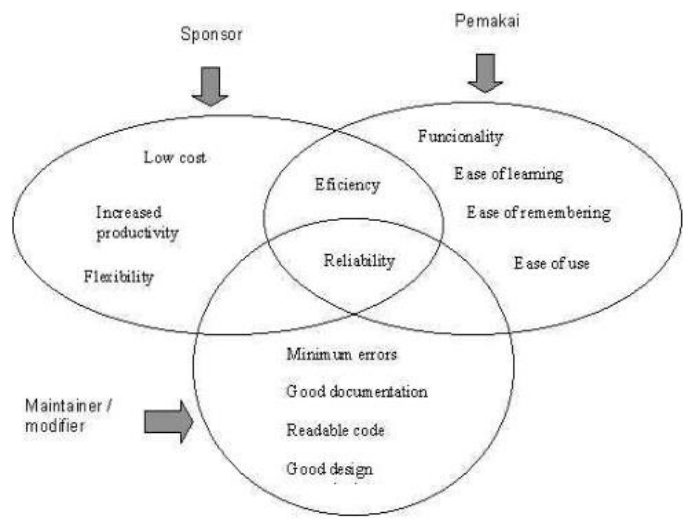 Sponsor
Pemakai
Low cost
Increased
productivity
Flexibility
Eficiency
Reliability
Funcionality
Ease of learning
Ease of remembering
Ease of use
Maintainer /
modifier
Minimum errors
Good documentation
Readable code
Good design